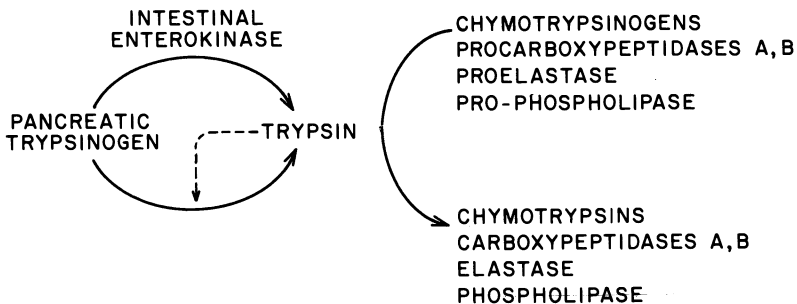 INTESTINAL
ENTEROKINASE
PANCREATIC
TRYPSINOGEN
TRYPSIN
CHYMOTRYPSINOGENS
PROCARBOXYPEPTIDASES A,B
PROELASTASE
PRO-PHOSPHOLIPASE
CHYMOTRYPSINS
CARBOXYPEPTIDASES A,B
ELASTASE
PHOSPHOLIPASE